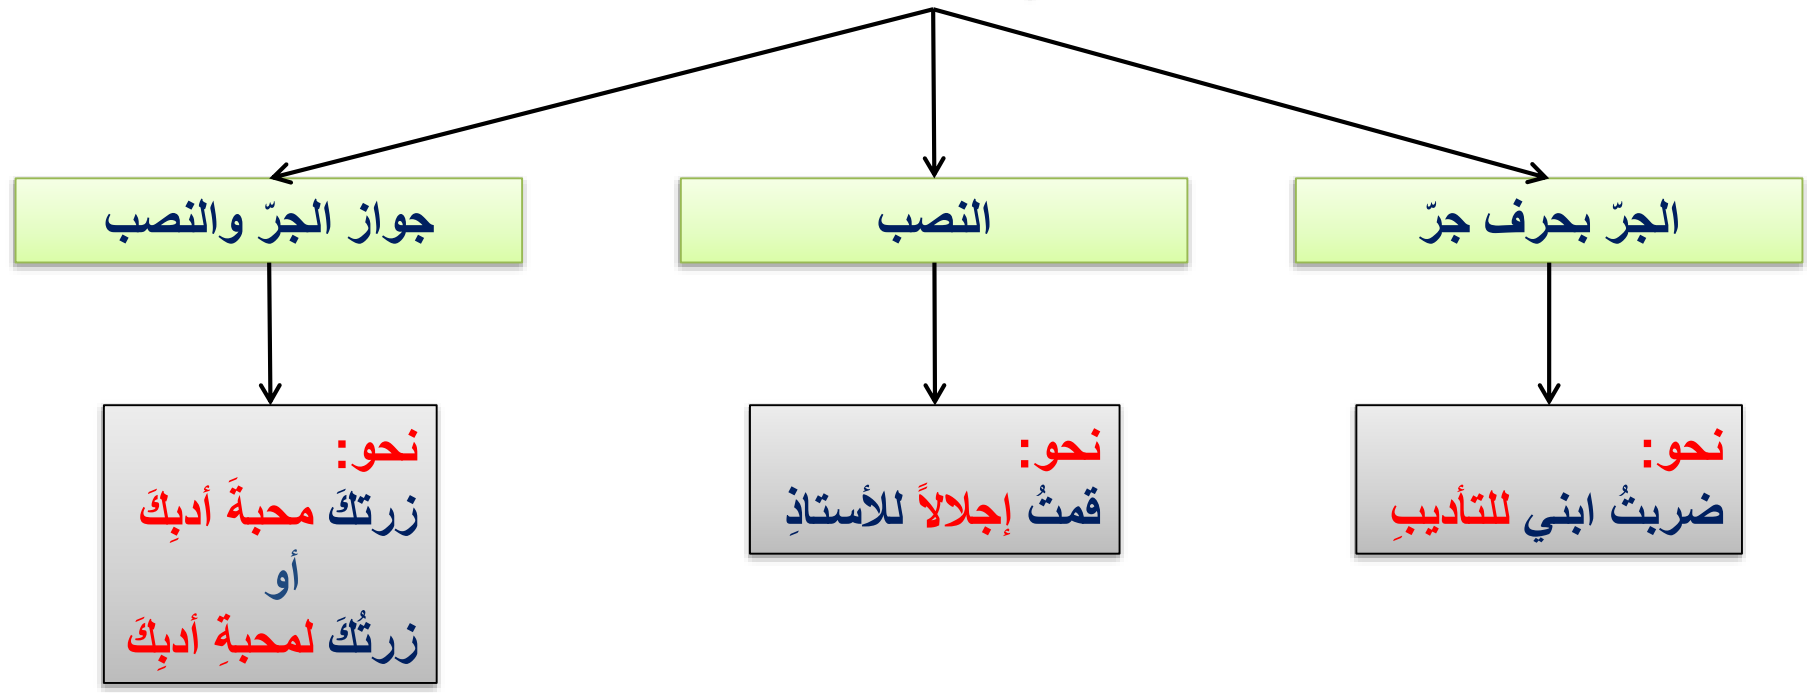 الجرّ بحرف جرّ
النصب
جواز الجرّ والنصب
نحو:
ضربتُ ابني للتأديبِ
نحو:
قمتُ إجلالاً للأستاذِ
نحو:
زرتكَ محبةَ أدبِكَ
أو
زرتُكَ لمحبةِ أدبِكَ